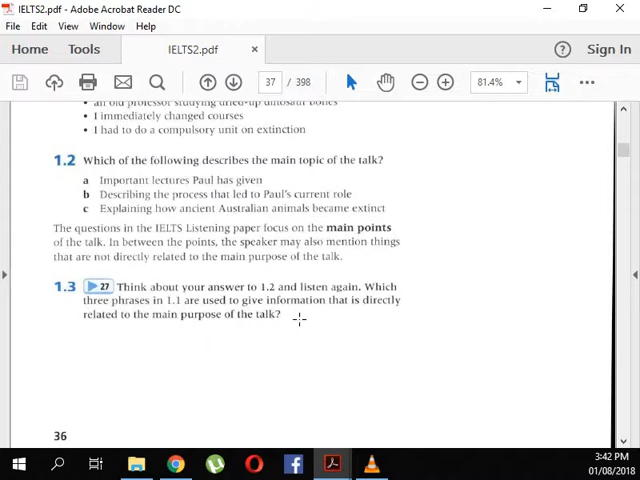 IELTS2.pdf - Adobe Acrobat Reader DC
File Edit View Window Help
Home Tools IELTS2.pdf × Sign In
37 / 398 81.4%
• an old professor studying dried-up dinosaur bones
• I immediately changed courses
• I had to do a compulsory unit on extinction
1.2 Which of the following describes the main topic of the talk?
a Important lectures Paul has given
b Describing the process that led to Paul's current role
c Explaining how ancient Australian animals became extinct
The questions in the IELTS Listening paper focus on the main points
of the talk. In between the points, the speaker may also mention things
that are not directly related to the main purpose of the talk.
1.3 27 Think about your answer to 1.2 and listen again. Which
three phrases in 1.1 are used to give information that is directly
related to the main purpose of the talk?
36
3:42 PM
01/08/2018